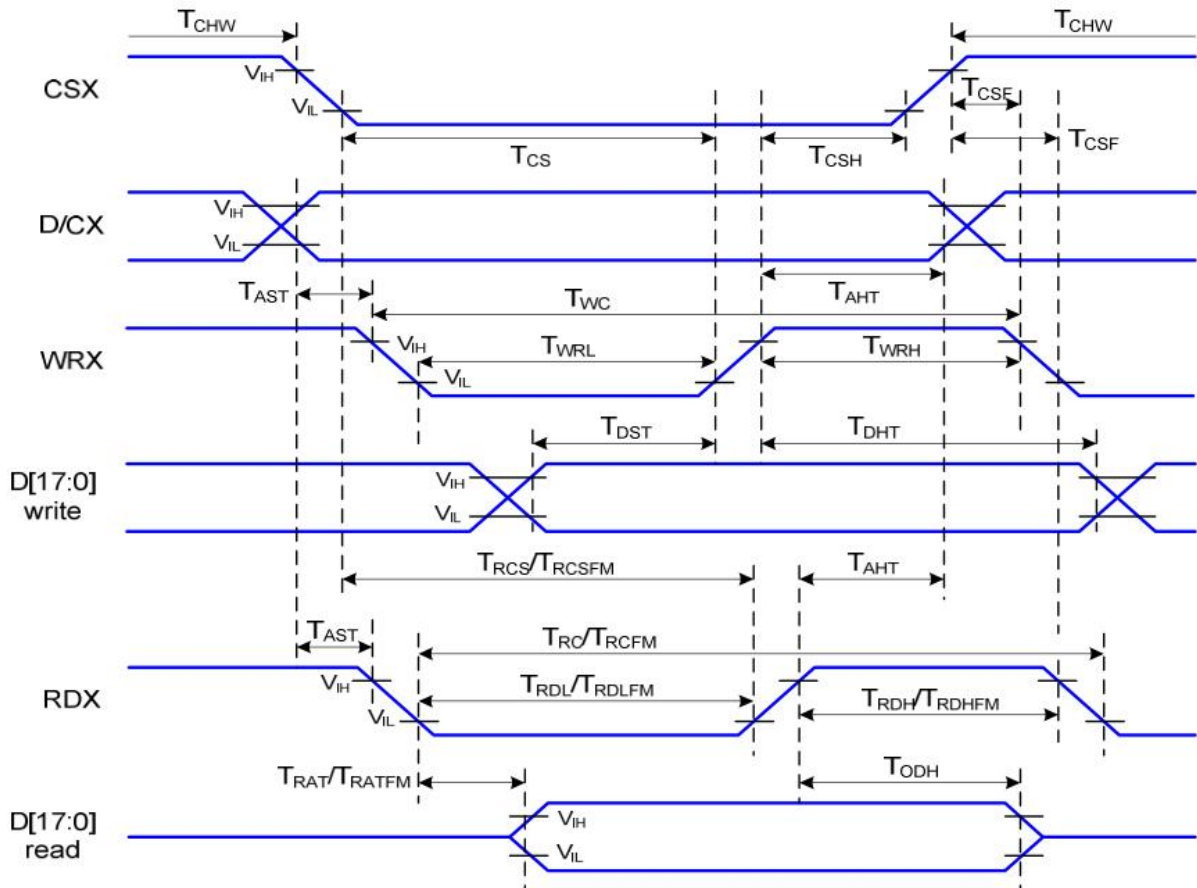 TCHW TCHW
CSX VIH
VIL
TCSF
TCS TCSH TCSF
D/CX VIH
VIL
TAST TWC TAHT
WRX VIH TWRL TWRH
VIL
TDST TDHT
D[17:0] VIH
write VIL
TRCS/TRCSFM TAHT
TAST TRC/TRCFM
RDX VIH TRDL/TRDLFM TRDH/TRDHFM
VIL
TRAT/TRATFM TODH
D[17:0] VIH
read VIL